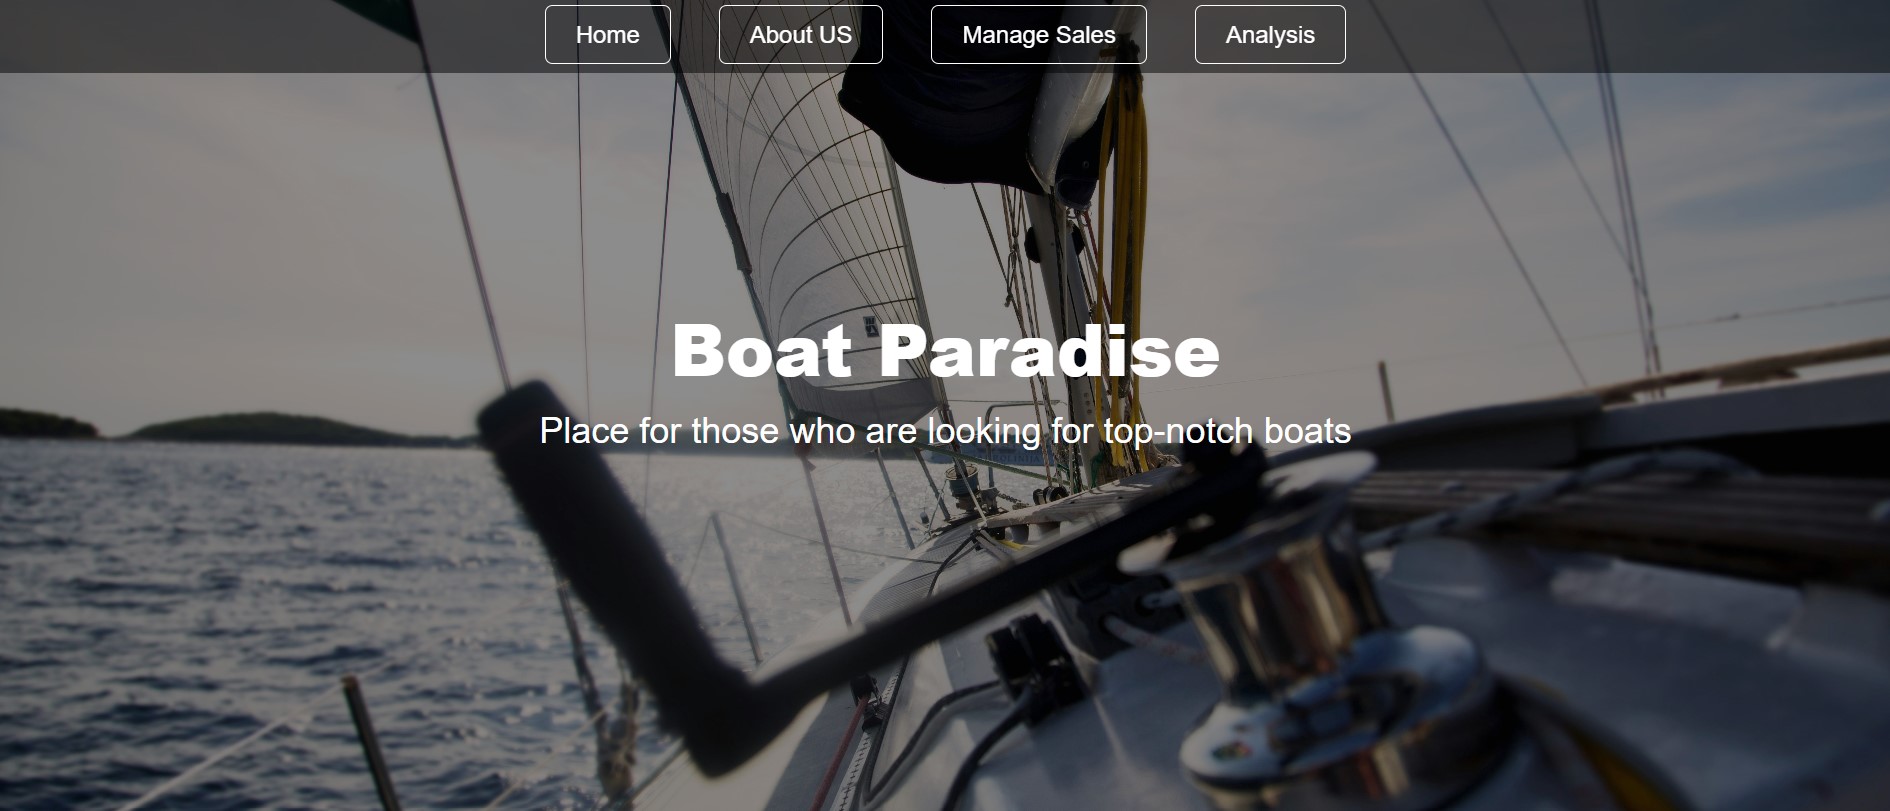 Home
About US
Manage Sales
Analysis
Boat Paradise
Place for those who are looking for top-notch boats